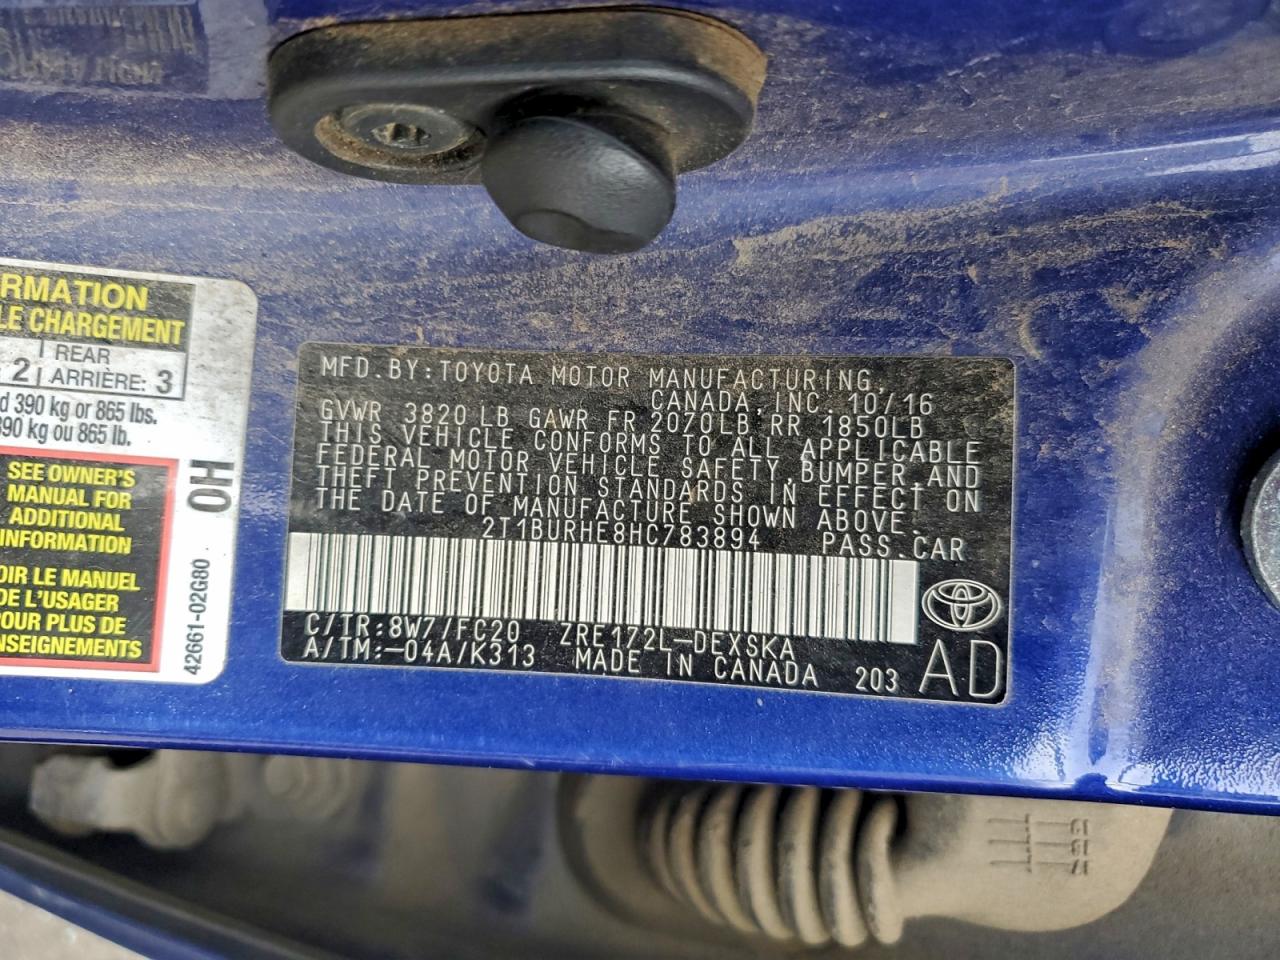 RMATION
LE CHARGEMENT
2 REAR
ARRIÈRE: 3
d 390 kg or 865 lbs.
390 kg ou 865 lb.
SEE OWNER'S
MANUAL FOR
ADDITIONAL
INFORMATION
OIR LE MANUEL
DE L'USAGER
POUR PLUS DE
NSEIGNEMENTS
OH
42661-02G80
MFD.BY:TOYOTA MOTOR MANUFACTURING,
CANADA,INC. 10/16
GVWR 3820 LB GAWR FR 2070LB RR 1850LB
THIS VEHICLE CONFORMS TO ALL APPLICABLE
FEDERAL MOTOR VEHICLE SAFETY,BUMPER,AND
THEFT PREVENTION STANDARDS IN EFFECT ON
THE DATE OF MANUFACTURE SHOWN ABOVE.
2T1BURHE8HC783894 PASS.CAR
C/TR:8W7/FC20 ZRE172L-DEXSKA
A/TM:-04A/K313 MADE IN CANADA 203 AD